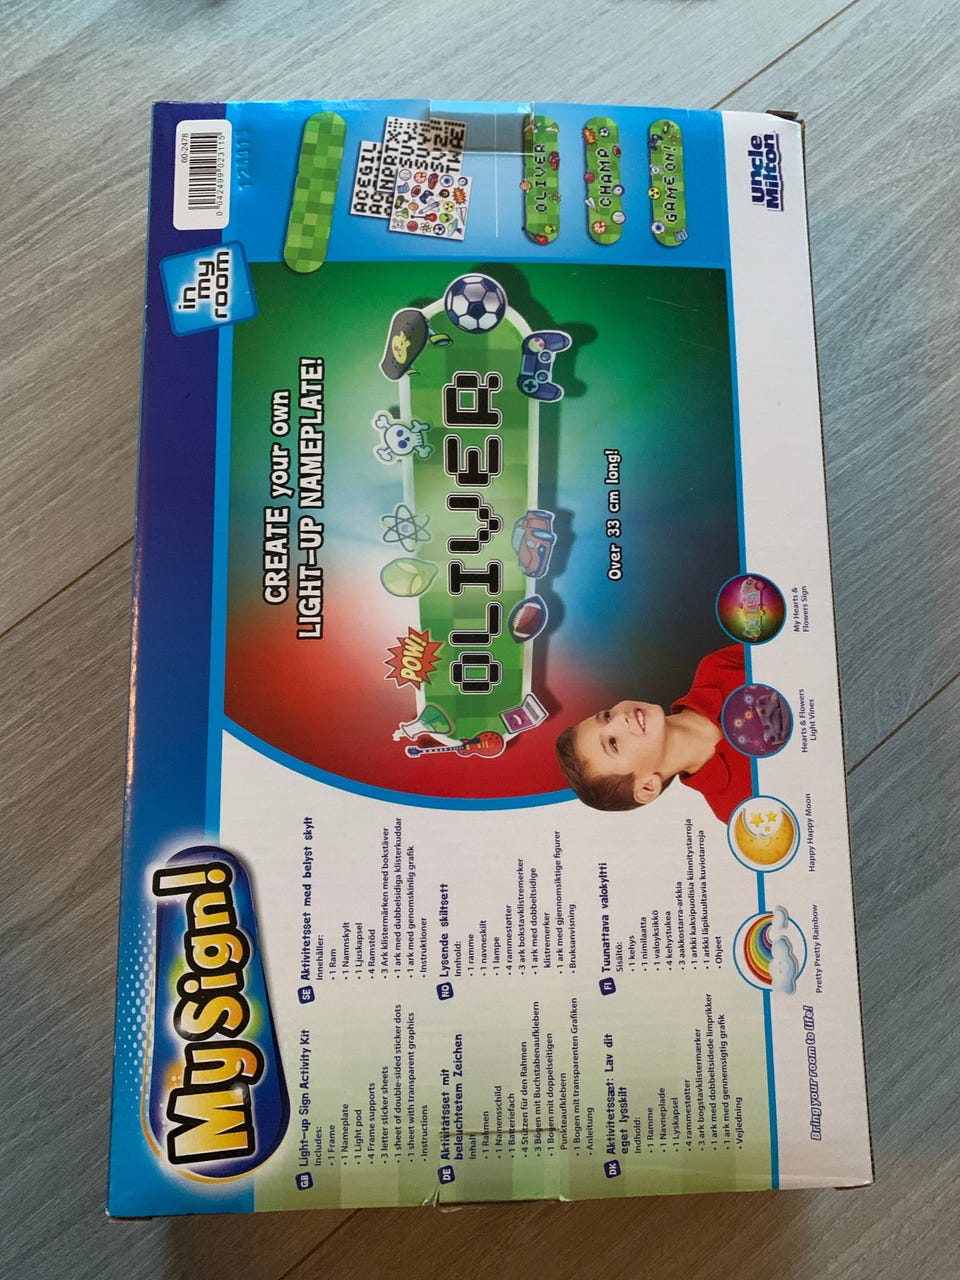 My Sign!
in
my
room
60-2478
0 042499 023115
121115
CREATE your own
LIGHT-UP NAMEPLATE!
POW!
OLIVER
Over 33 cm long!
OLIVER
CHAMP
GAME ON!
GB Light-up Sign Activity Kit
Includes:
• 1 Frame
• 1 Nameplate
• 1 Light pod
• 4 Frame supports
• 3 letter sticker sheets
• 1 sheet of double-sided sticker dots
• 1 sheet with transparent graphics
• Instructions
SE Aktivitetsset med belyst skylt
Innehåller:
• 1 Ram
• 1 Namnskylt
• 1 Ljuskapsel
• 4 Ramstöd
• 3 Ark klistermärken med bokstäver
• 1 ark med dubbelsidiga klisterkuddar
• 1 ark med genomskinlig grafik
• Instruktioner
DE Aktivitätsset mit
beleuchtetem Zeichen
Inhalt:
• 1 Rahmen
• 1 Namensschild
• 1 Batteriefach
• 4 Stützen für den Rahmen
• 3 Bögen mit Buchstabenaufklebern
• 1 Bogen mit doppelseitigen
Punkteaufklebern
• 1 Bogen mit transparenten Grafiken
• Anleitung
NO Lysende skiltsett
Innhold:
• 1 ramme
• 1 navneskilt
• 1 lampe
• 4 rammestøtter
• 3 ark bokstavklistremerker
• 1 ark med dobbeltsidige
klistremerker
• 1 ark med gjennomsiktige figurer
• Bruksanvisning
DK Aktivitetssæt: Lav dit
eget lysskilt
Indhold:
• 1 Ramme
• 1 Navneplade
• 1 Lyskapsel
• 4 rammestøtter
• 3 ark bogstavklistermærker
• 1 ark med dobbeltsidede limprikker
• 1 ark med gennemsigtig grafik
• Vejledning
FI Tuunattava valokyltti
Sisältö:
• 1 kehys
• 1 nimilaatta
• 1 valoyksikkö
• 4 kehystukea
• 3 aakkostarra-arkkia
• 1 arkki kaksipuolisia kiinnitystarroja
• 1 arkki läpikuultavia kuviotarroja
• Ohjeet
Bring your room to life!
Pretty Pretty Rainbow
Happy Happy Moon
Hearts & Flowers
Light Vines
My Hearts &
Flowers Sign
Uncle
Milton